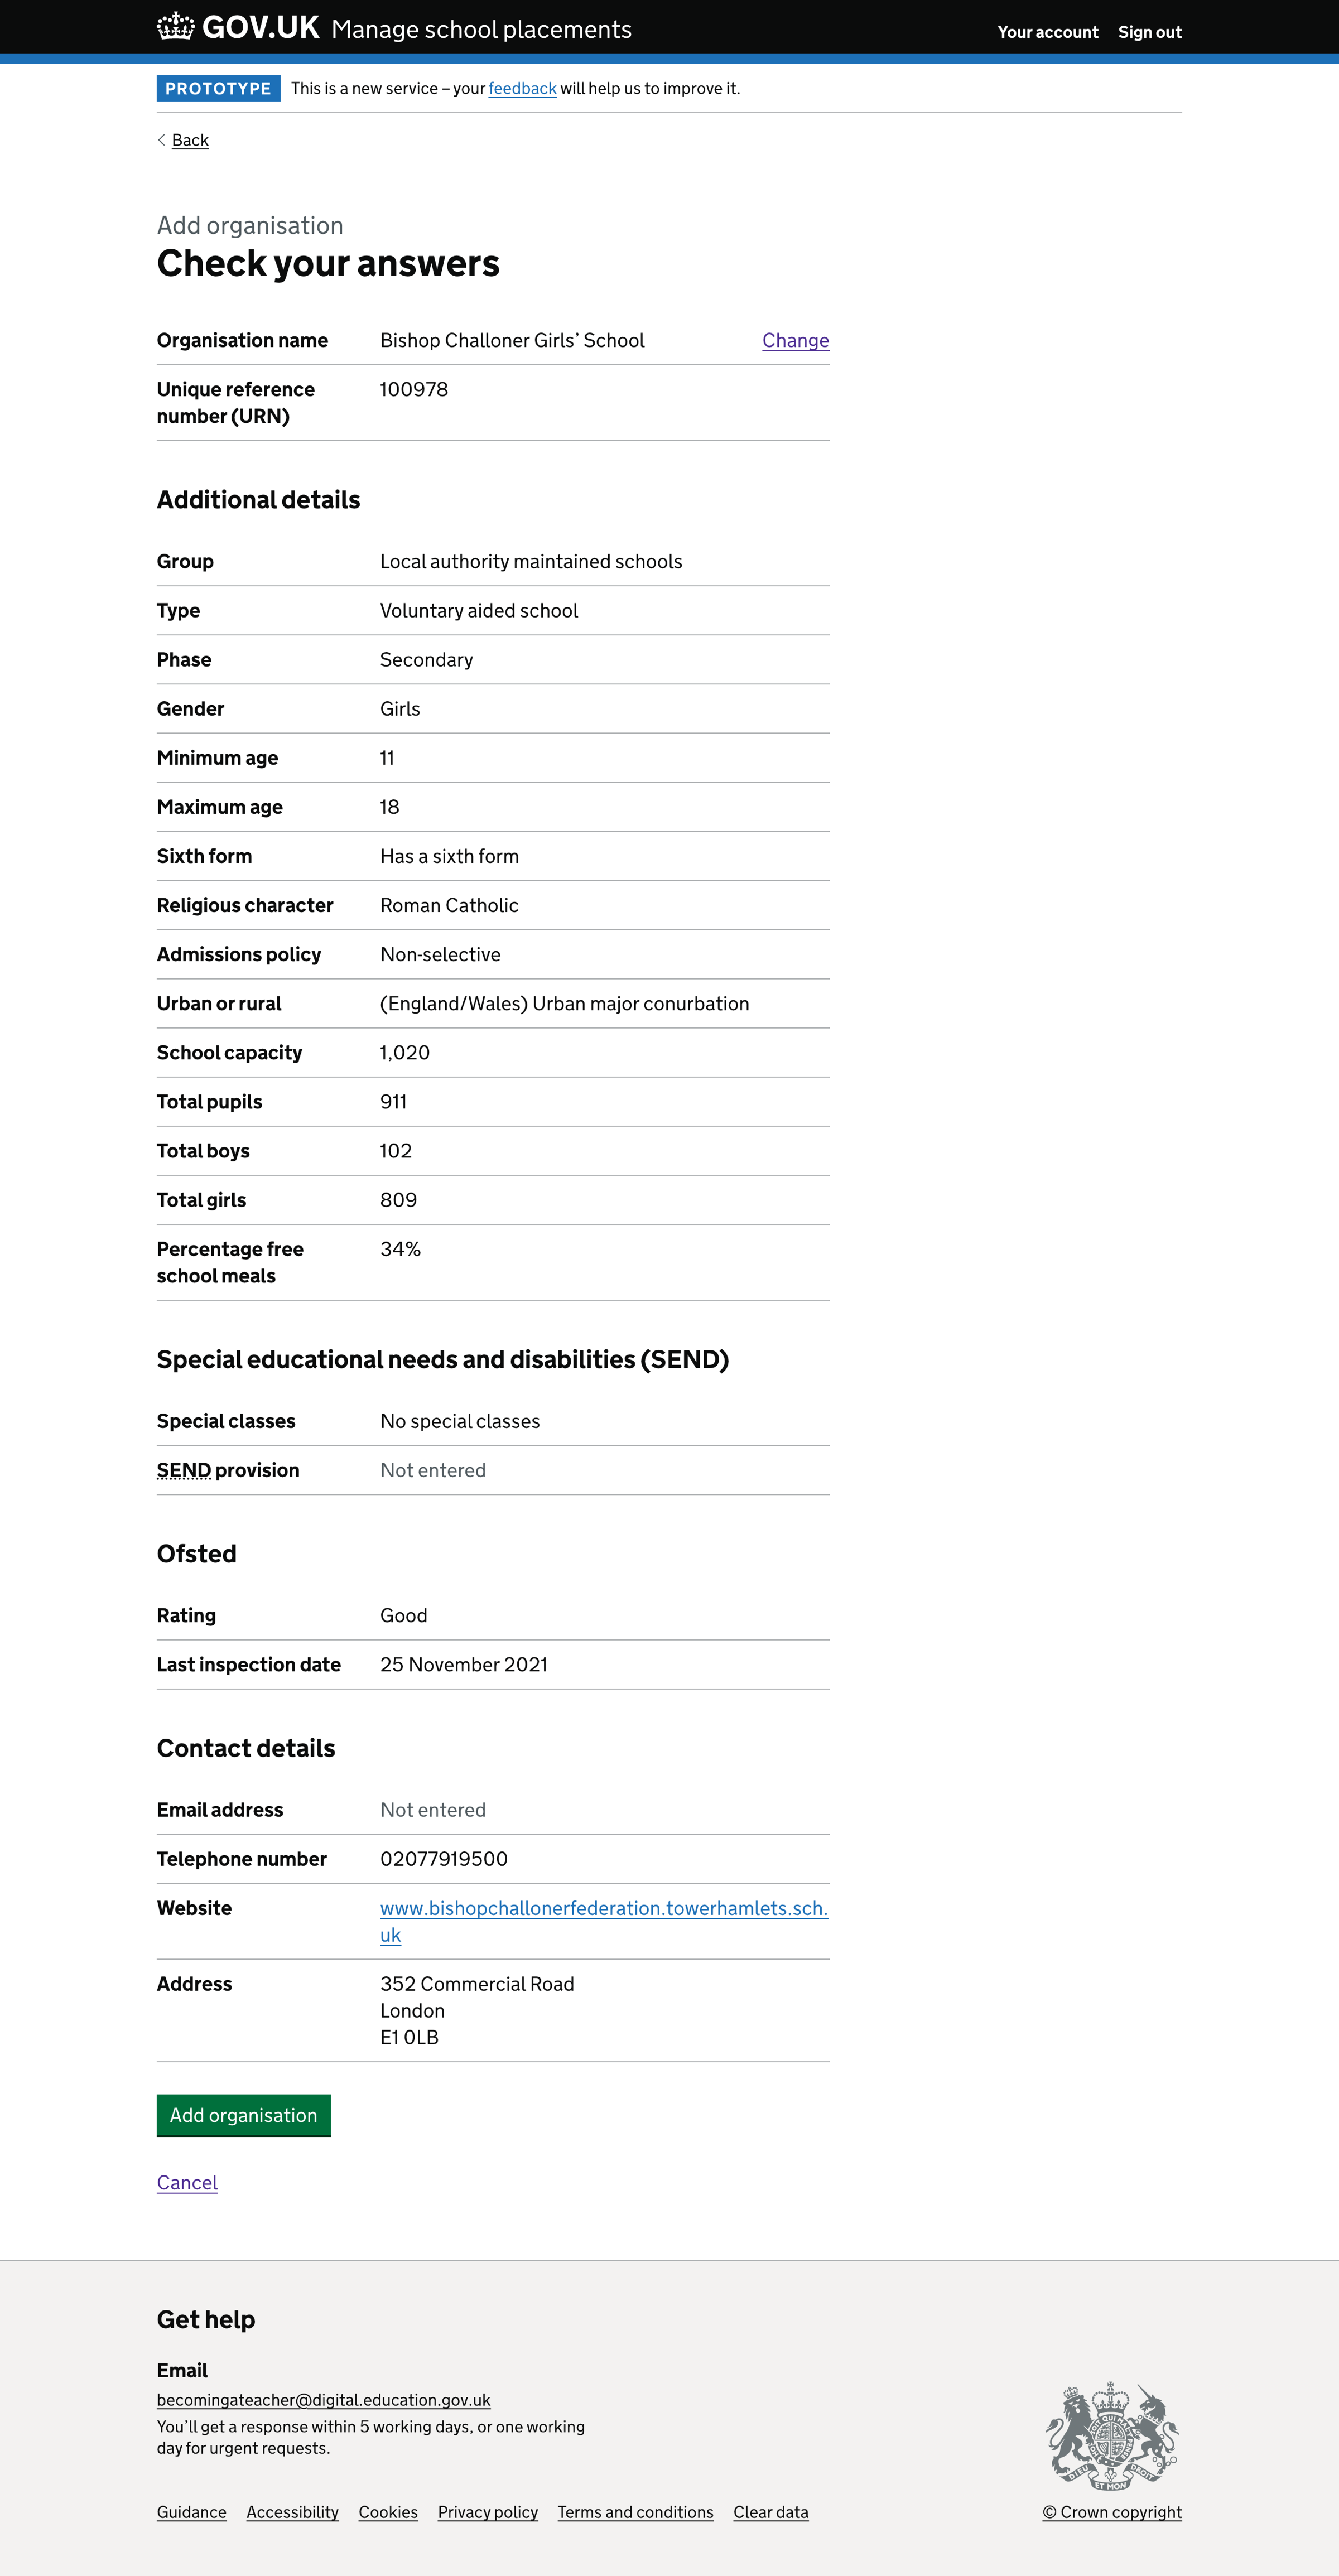 GOV.UK Manage school placements Your account Sign out
PROTOTYPE This is a new service – your feedback will help us to improve it.
Back
Add organisation
Check your answers
Organisation name Bishop Challoner Girls’ School Change
Unique reference 100978
number (URN)
Additional details
Group Local authority maintained schools
Type Voluntary aided school
Phase Secondary
Gender Girls
Minimum age 11
Maximum age 18
Sixth form Has a sixth form
Religious character Roman Catholic
Admissions policy Non-selective
Urban or rural (England/Wales) Urban major conurbation
School capacity 1,020
Total pupils 911
Total boys 102
Total girls 809
Percentage free 34%
school meals
Special educational needs and disabilities (SEND)
Special classes No special classes
SEND provision Not entered
Ofsted
Rating Good
Last inspection date 25 November 2021
Contact details
Email address Not entered
Telephone number 02077919500
Website www.bishopchallonerfederation.towerhamlets.sch.
uk
Address 352 Commercial Road
London
E1 0LB
Add organisation
Cancel
Get help
Email
becomingateacher@digital.education.gov.uk
You’ll get a response within 5 working days, or one working
day for urgent requests.
DIEU ET MON DROIT
Guidance Accessibility Cookies Privacy policy Terms and conditions Clear data © Crown copyright